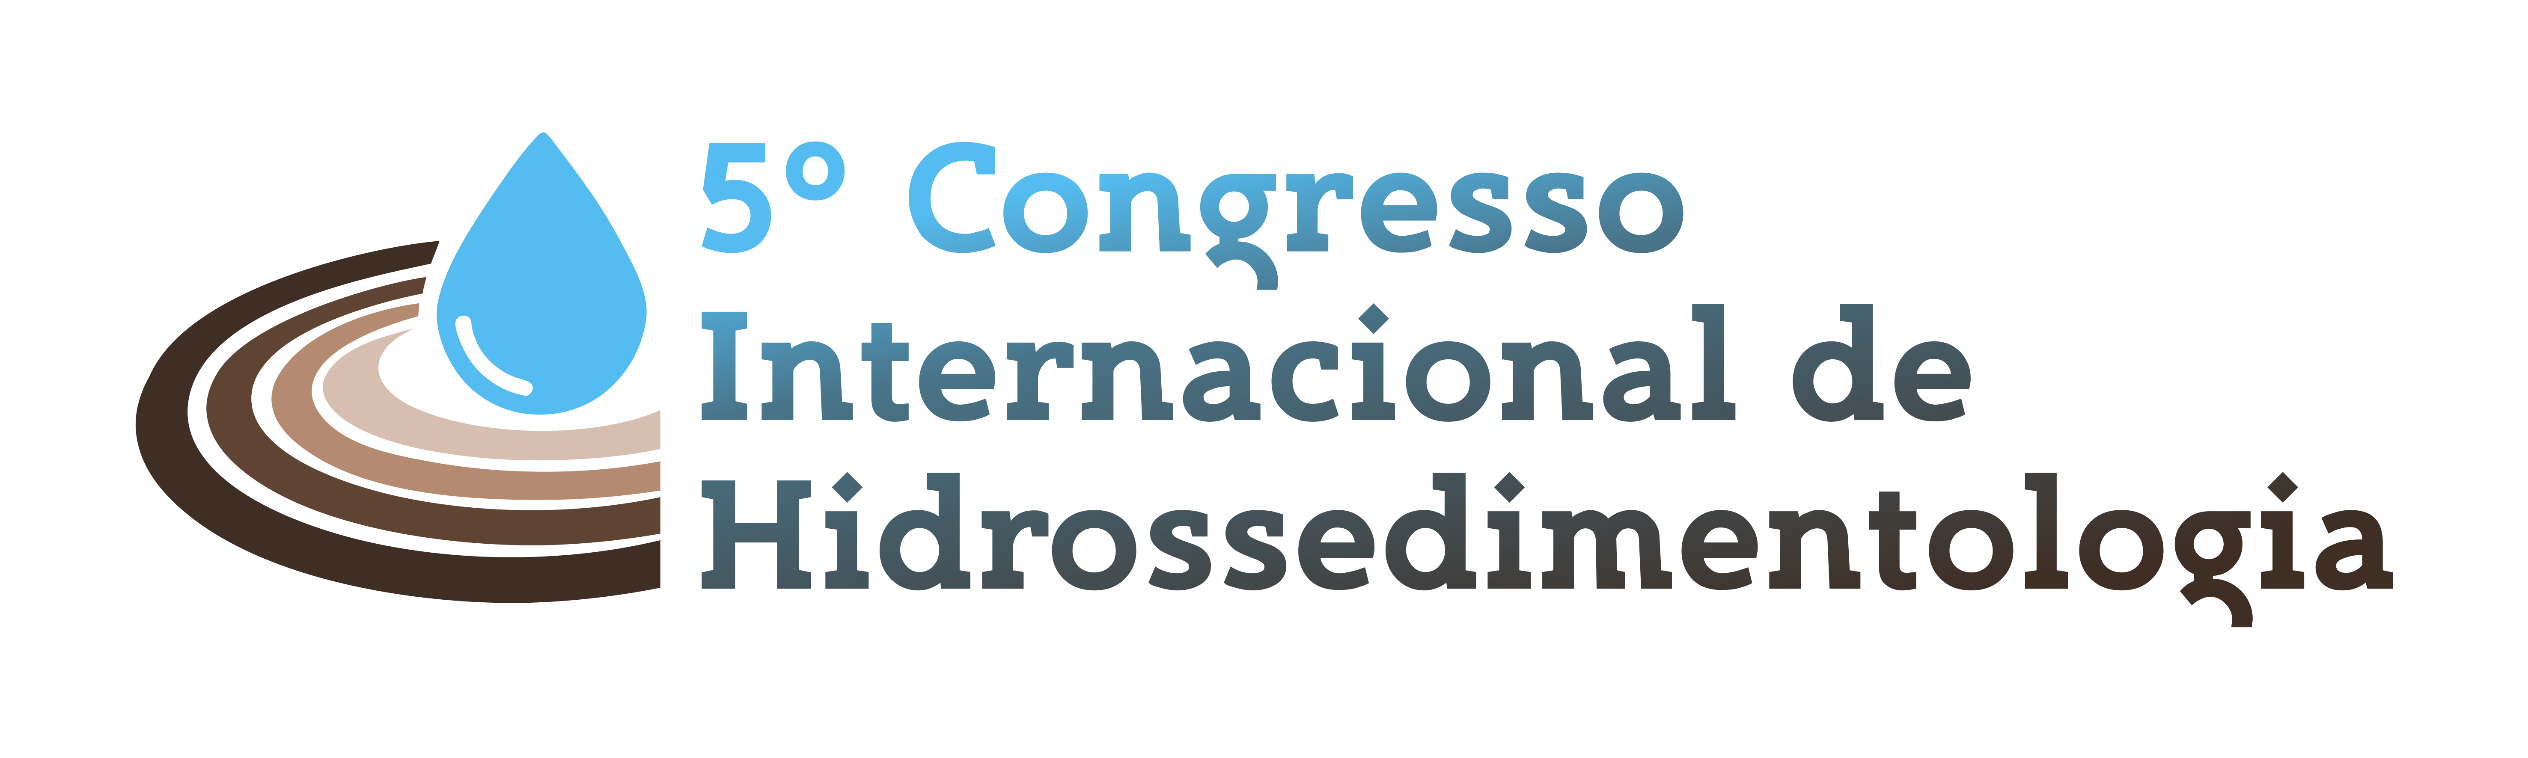 5º Congresso
Internacional de
Hidrossedimentologia